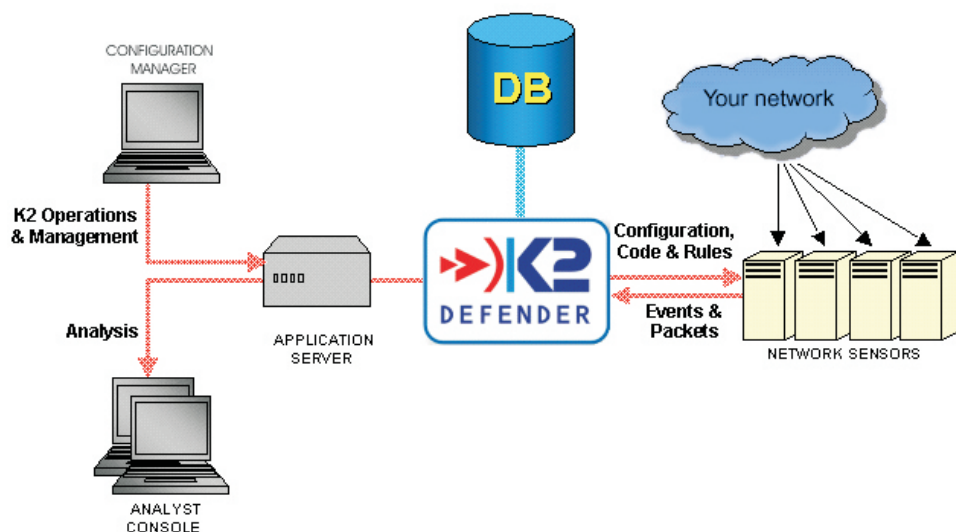 CONFIGURATION
MANAGER
DB
Your network
K2 Operations
& Management
Configuration,
Code & Rules
K2
DEFENDER
Analysis
APPLICATION
SERVER
Events &
Packets
NETWORK SENSORS
ANALYST
CONSOLE